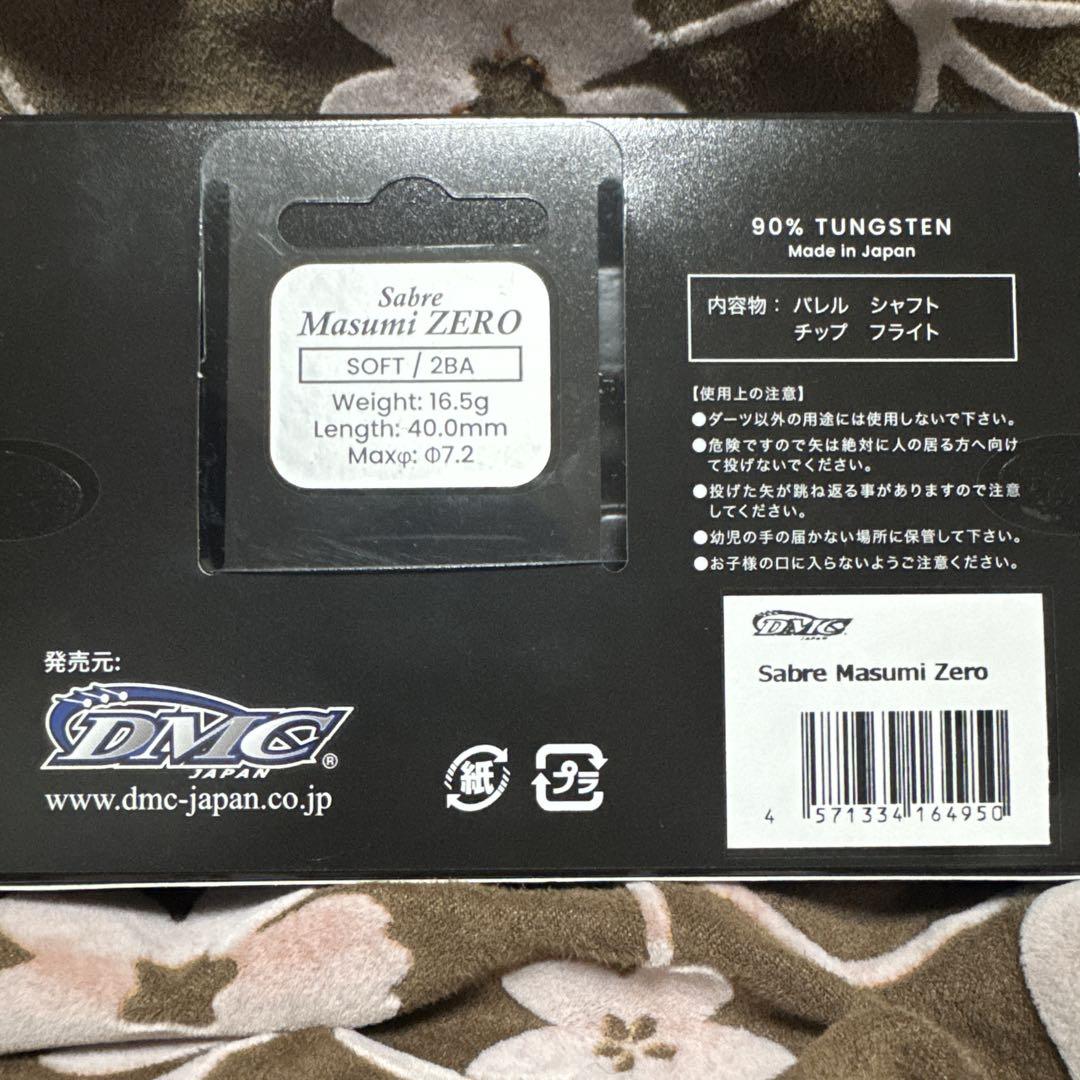 Sabre
Masumi ZERO
SOFT / 2BA
Weight: 16.5g
Length: 40.0mm
Maxφ: Φ7.2
90% TUNGSTEN
Made in Japan
内容物： バレル　シャフト
チップ　フライト
【使用上の注意】
●ダーツ以外の用途には使用しないで下さい。
●危険ですので矢は絶対に人の居る方へ向け
て投げないでください。
●投げた矢が跳ね返る事がありますので注意
してください。
●幼児の手の届かない場所に保管して下さい。
●お子様の口に入らないようご注意ください。
発売元:
DMC
JAPAN ®
www.dmc-japan.co.jp
紙
プラ
DMC
JAPAN
Sabre Masumi Zero
4 571334 164950